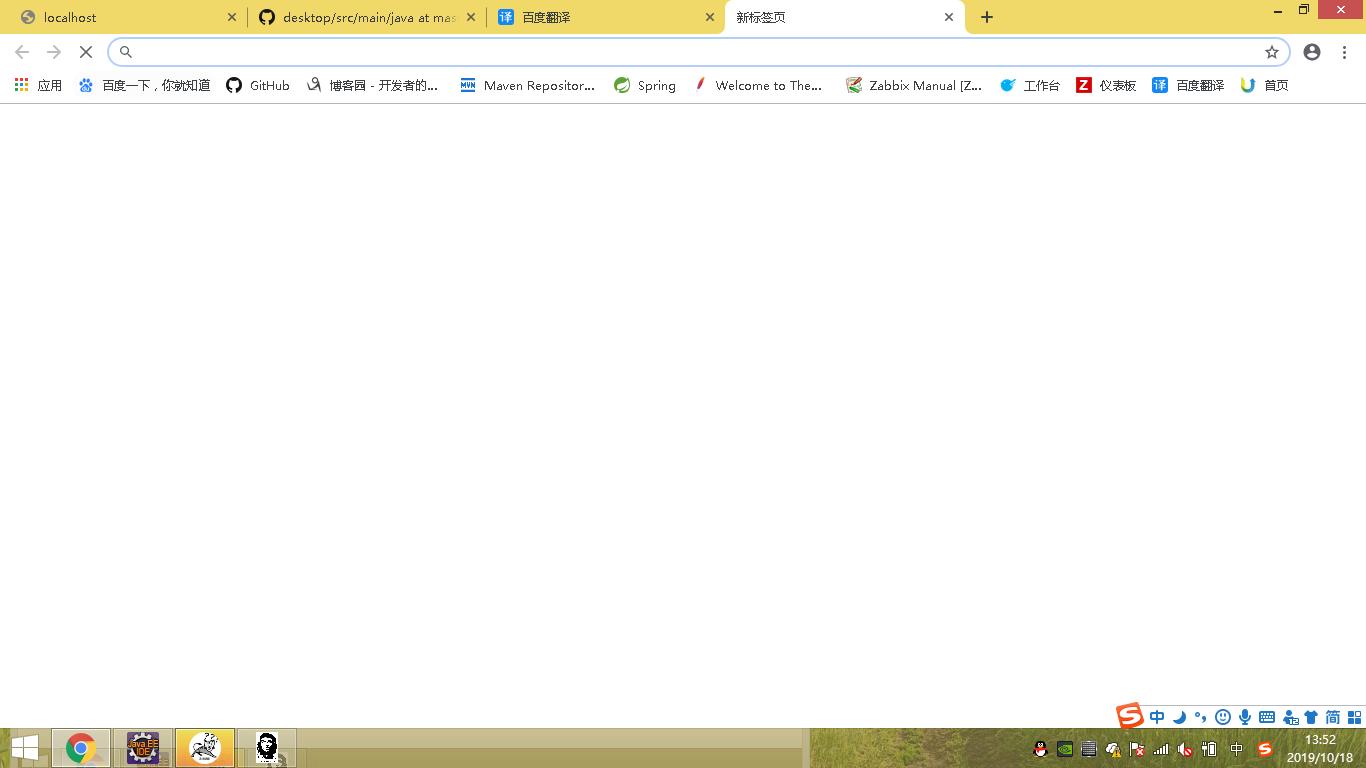 localhost
desktop/src/main/java at mas
译 百度翻译
新标签页
应用 百度一下，你就知道 GitHub 博客园 - 开发者的... MVN Maven Repositor... Spring Welcome to The... Zabbix Manual [Z... 工作台 Z 仪表板 译 百度翻译 首页
S 中 简
Java EE IDE
中 S 13:52
2019/10/18